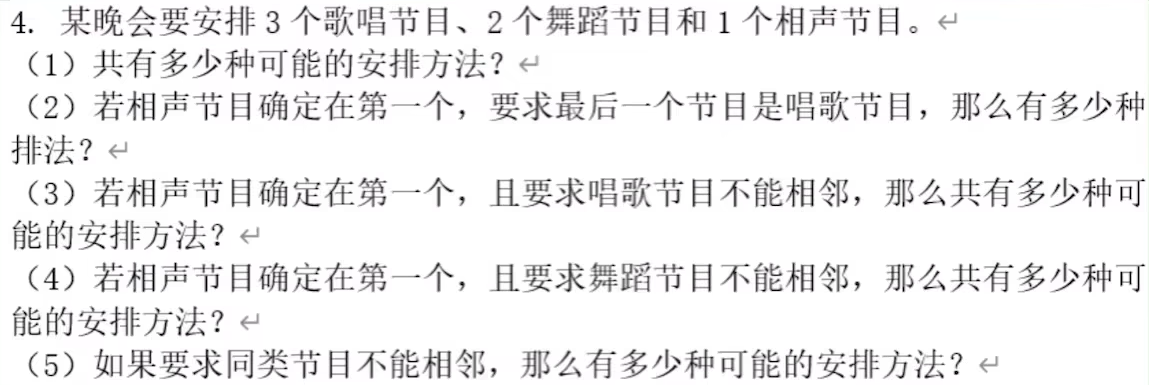 4. 某晚会要安排 3 个歌唱节目、2 个舞蹈节目和 1 个相声节目。↵
（1）共有多少种可能的安排方法？↵
（2）若相声节目确定在第一个，要求最后一个节目是唱歌节目，那么有多少种
排法？↵
（3）若相声节目确定在第一个，且要求唱歌节目不能相邻，那么共有多少种可
能的安排方法？↵
（4）若相声节目确定在第一个，且要求舞蹈节目不能相邻，那么共有多少种可
能的安排方法？↵
（5）如果要求同类节目不能相邻，那么有多少种可能的安排方法？↵